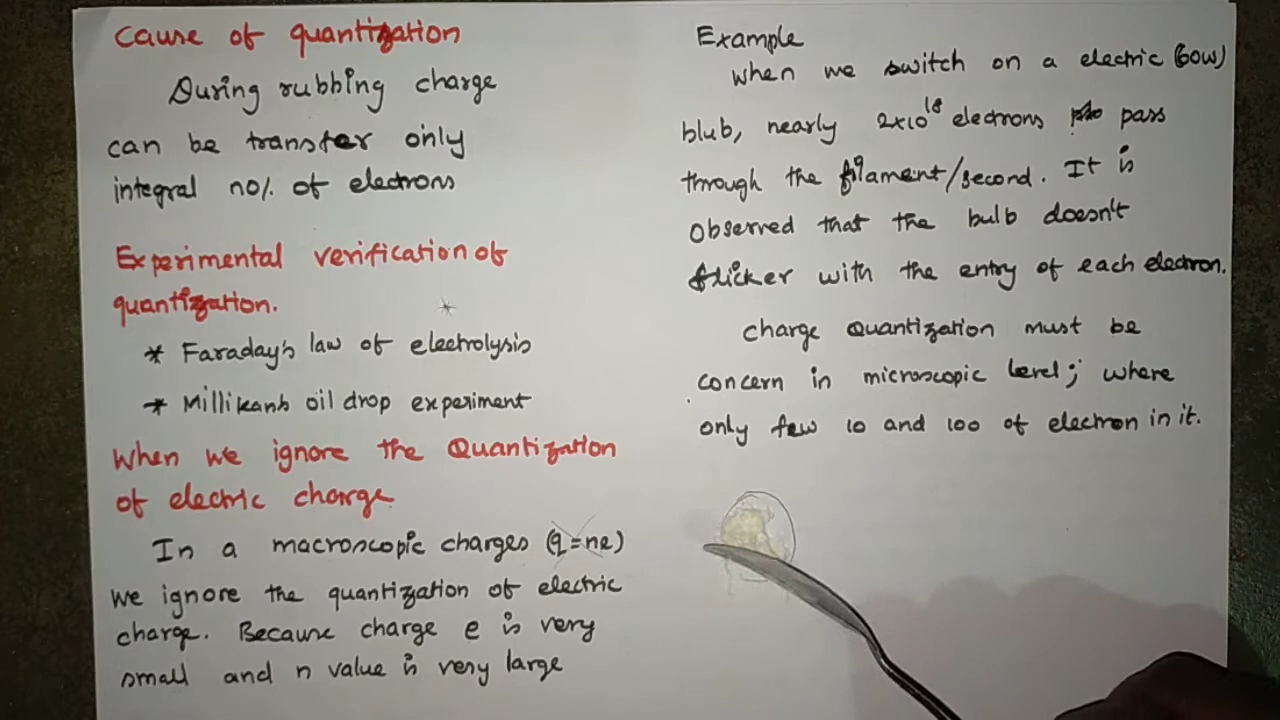 Cause of quantization
During rubbing charge
can be transfer only
integral no/. of electrons
Experimental verification of
quantization.
* Faraday's law of electrolysis
* Millikan's oil drop experiment
When we ignore the Quantization
of electric charge
In a macroscopic charges (q=ne)
we ignore the quantization of electric
charge. Because charge e is very
small and n value is very large
Example
when we switch on a electric (60W)
blub, nearly 2x10¹⁸ electrons pass
through the filament/second. It is
observed that the bulb doesn't
flicker with the entry of each electron.
charge Quantization must be
concern in microscopic level; where
only few 10 and 100 of electron in it.